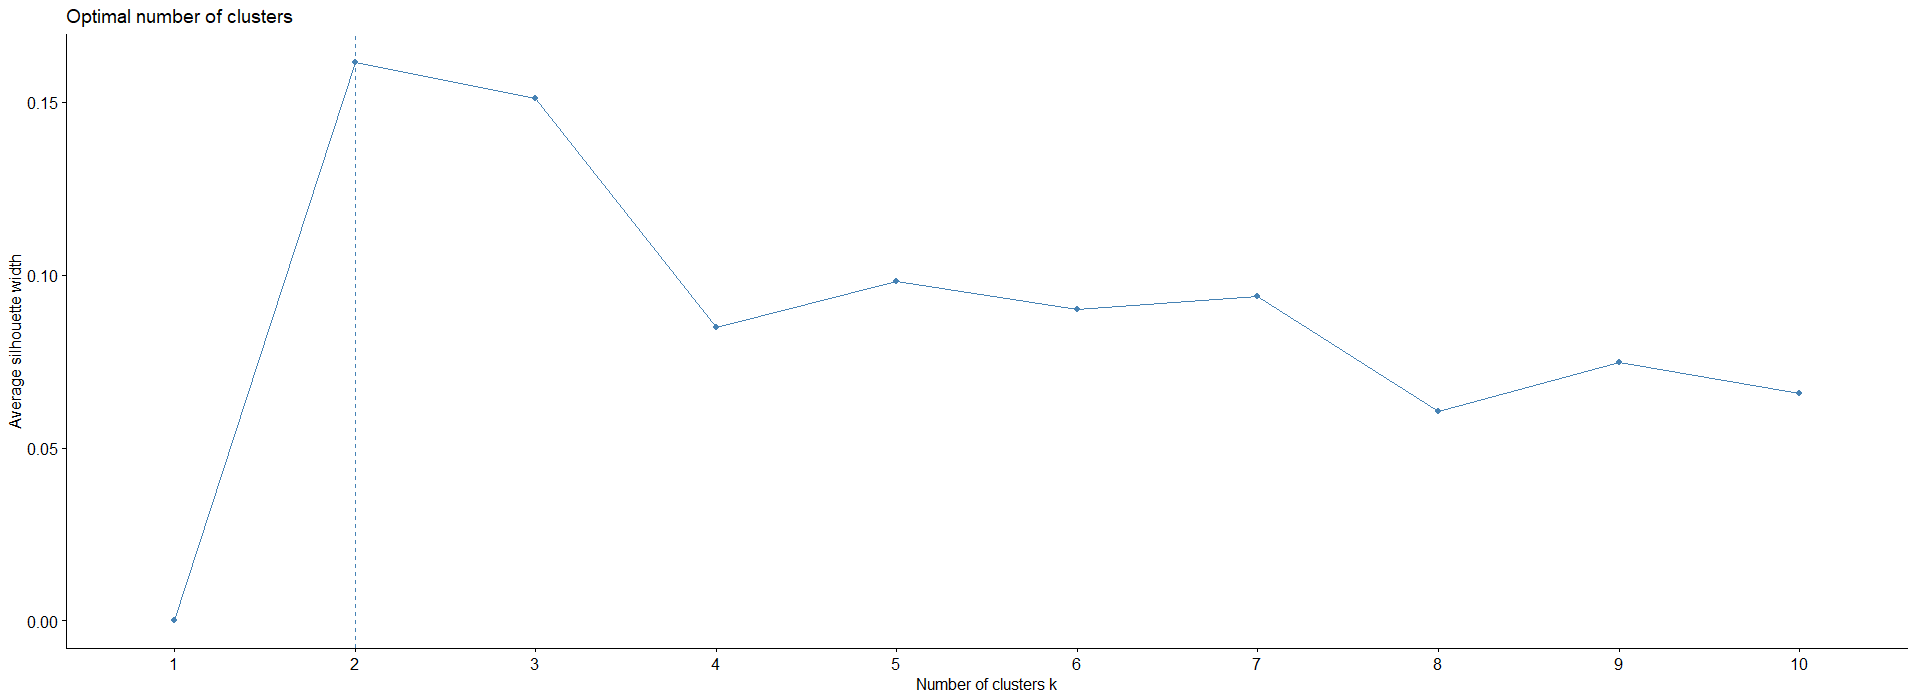 Optimal number of clusters
Average silhouette width
0.15
0.10
0.05
0.00
1 2 3 4 5 6 7 8 9 10
Number of clusters k